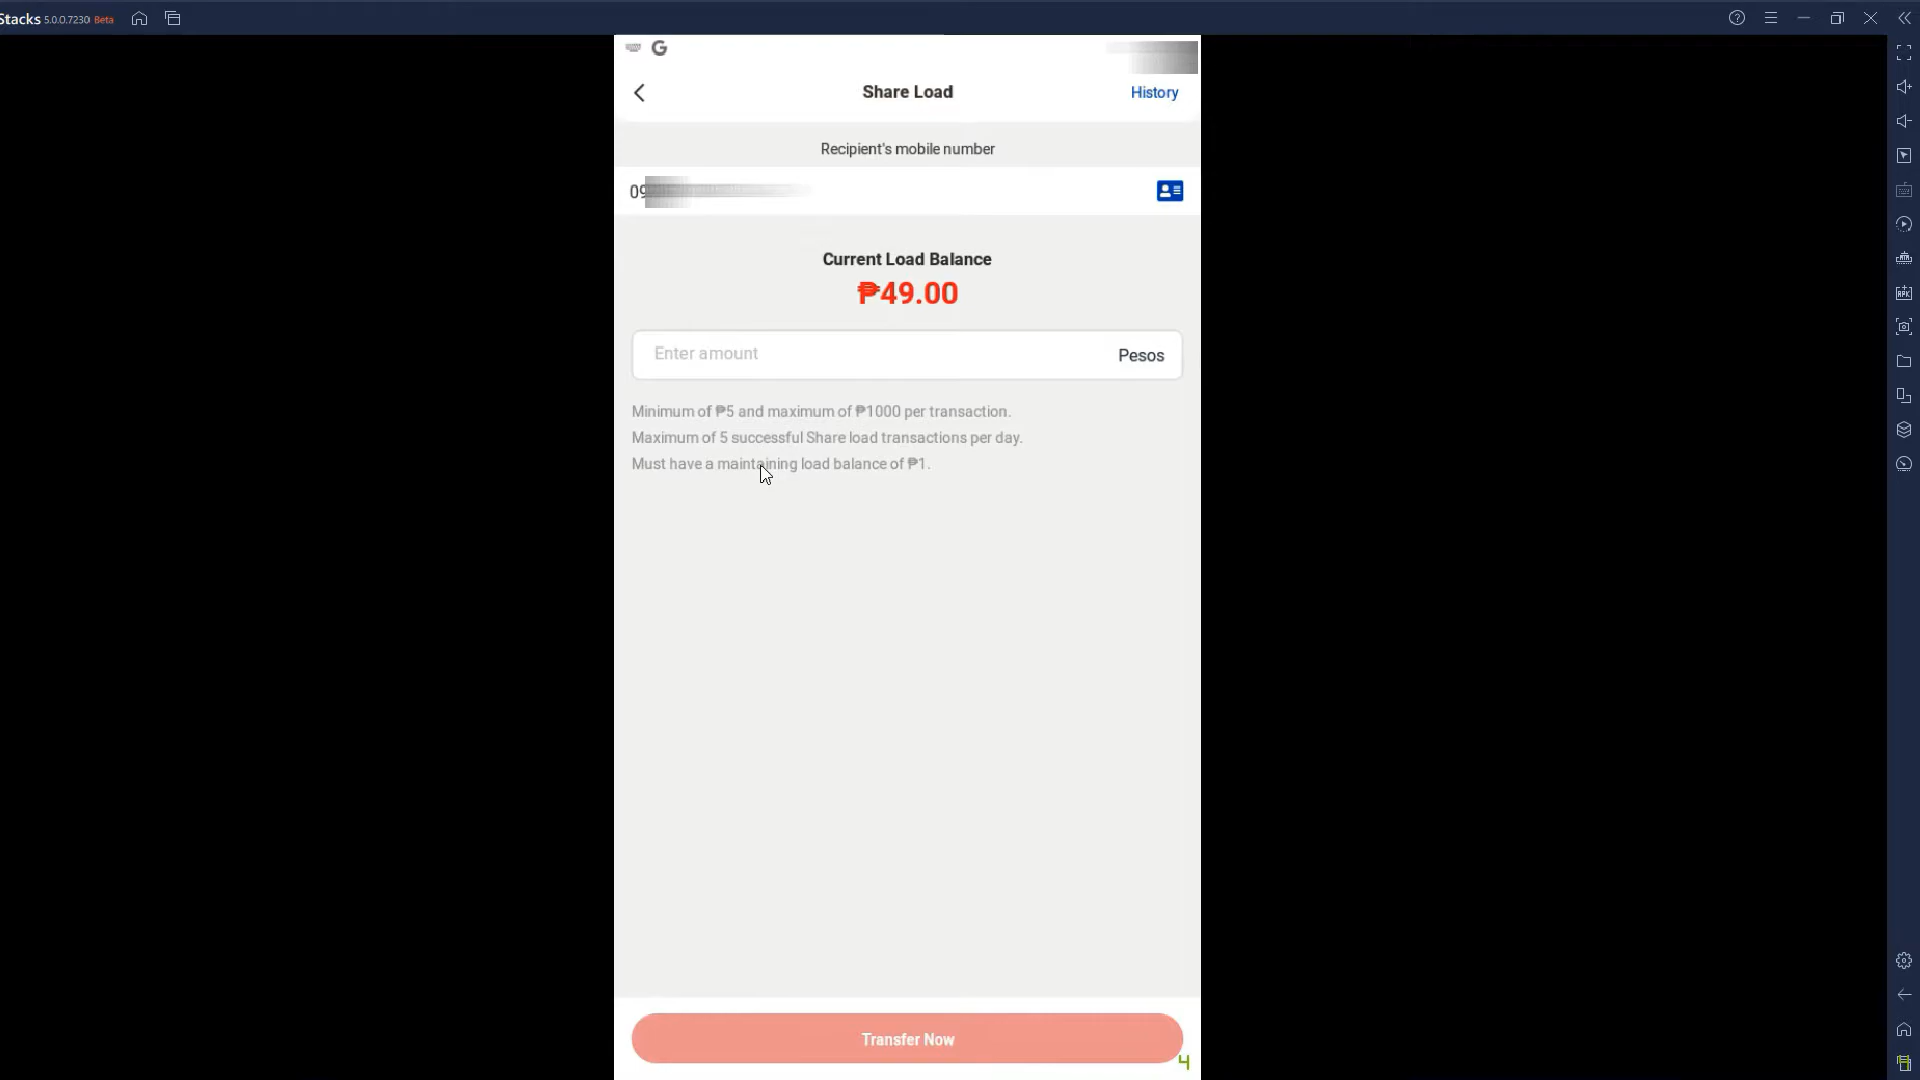 Stacks 5.0.0.7230 Beta
G
Share Load
History
Recipient's mobile number
09
Current Load Balance
₱49.00
Enter amount
Pesos
Minimum of ₱5 and maximum of ₱1000 per transaction.
Maximum of 5 successful Share load transactions per day.
Must have a maintaining load balance of ₱1.
Transfer Now
4